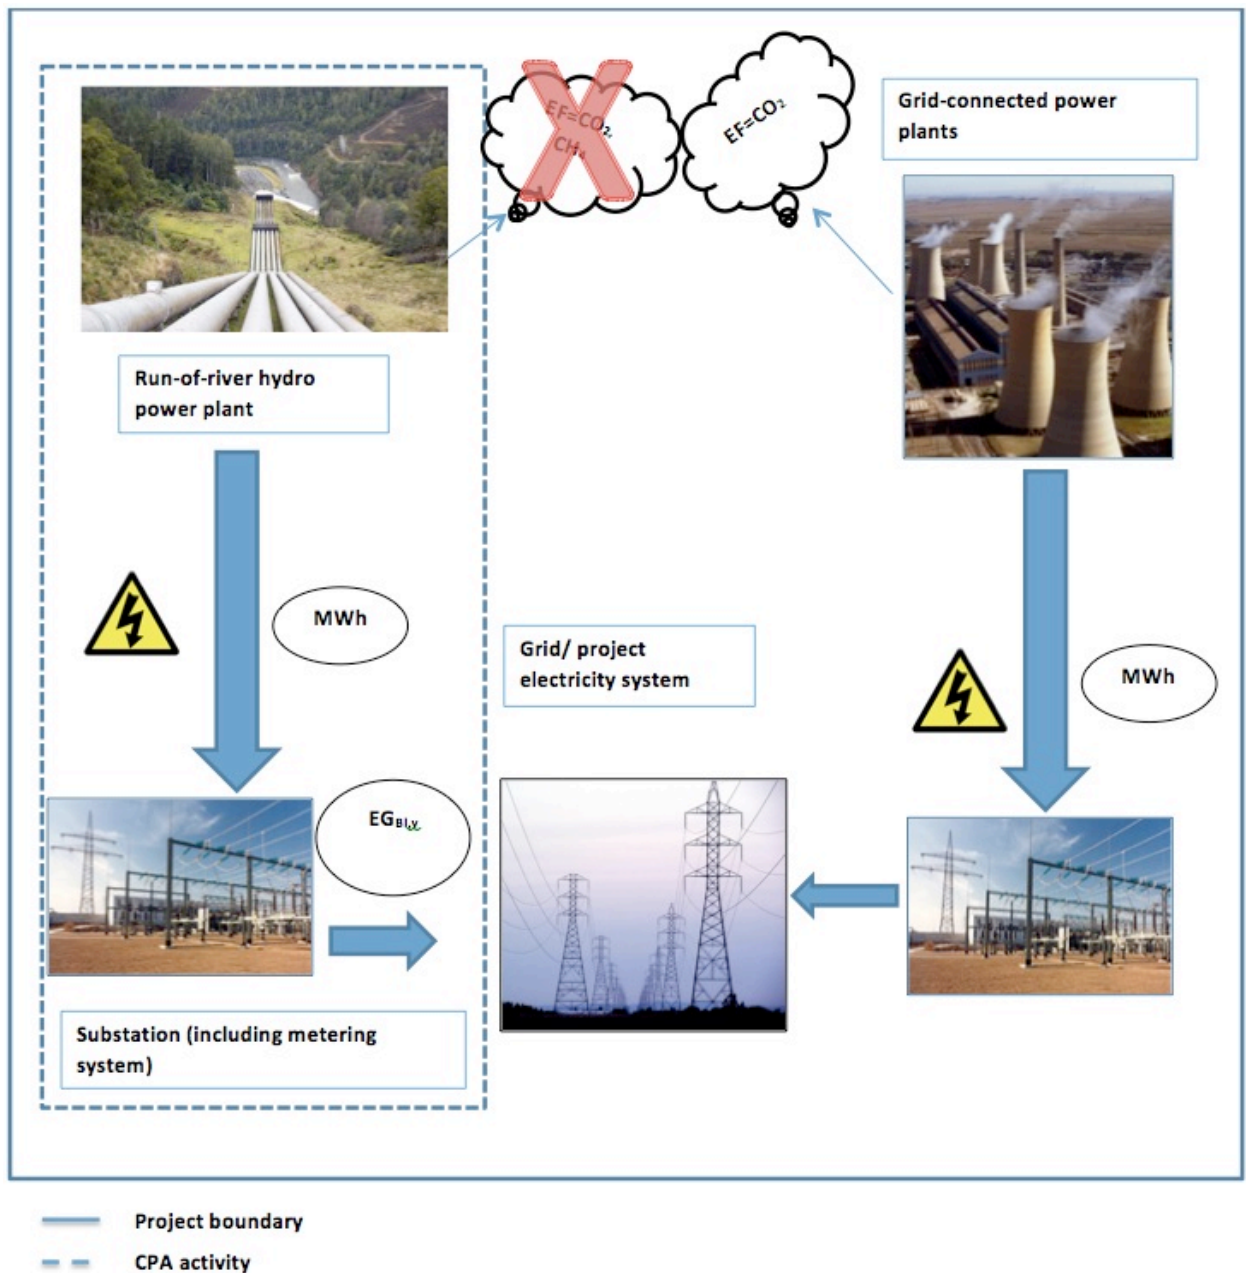 EF=CO₂,
CH₄
EF=CO₂
Grid-connected power
plants
Run-of-river hydro
power plant
MWh
Grid/ project
electricity system
MWh
EG_BI,y
Substation (including metering
system)
Project boundary
CPA activity